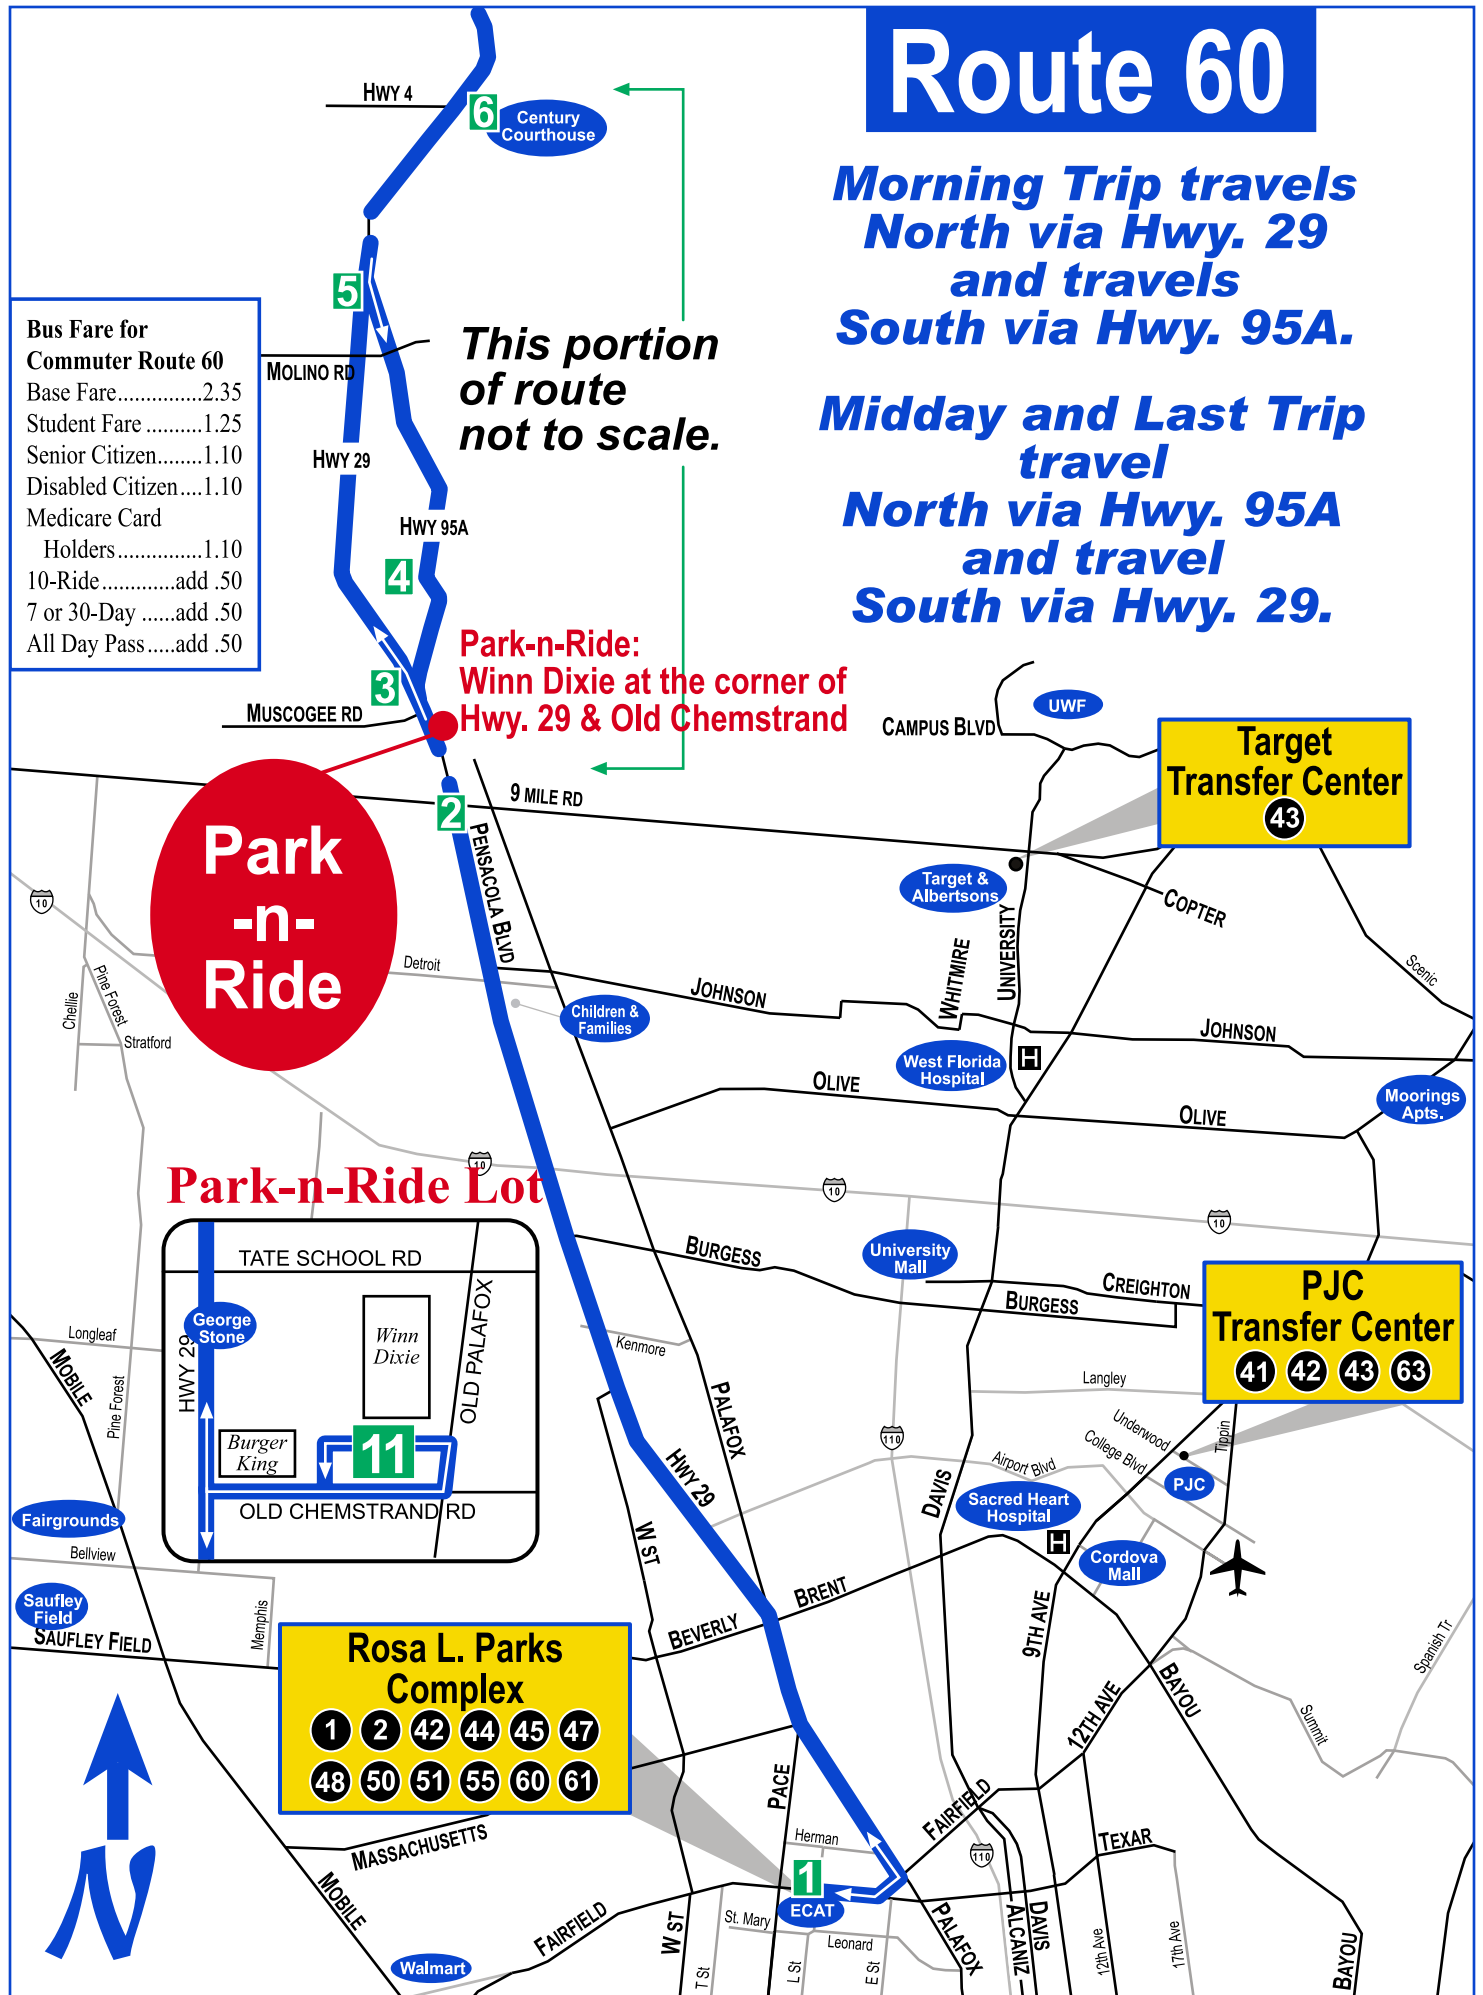 Route 60
Morning Trip travels
North via Hwy. 29
and travels
South via Hwy. 95A.
Midday and Last Trip
travel
North via Hwy. 95A
and travel
South via Hwy. 29.
HWY 4
6
Century
Courthouse
5
Bus Fare for
Commuter Route 60
Base Fare...............2.35
Student Fare ..........1.25
Senior Citizen........1.10
Disabled Citizen....1.10
Medicare Card
Holders...............1.10
10-Ride.............add .50
7 or 30-Day ......add .50
All Day Pass.....add .50
MOLINO RD
This portion
of route
not to scale.
HWY 29
HWY 95A
4
3
Park-n-Ride:
Winn Dixie at the corner of
Hwy. 29 & Old Chemstrand
MUSCOGEE RD
CAMPUS BLVD
UWF
Target
Transfer Center
43
9 MILE RD
2
PENSACOLA BLVD
Park
-n-
Ride
10
Target &
Albertsons
COPTER
UNIVERSITY
WHITMIRE
Scenic
Detroit
JOHNSON
JOHNSON
Children &
Families
Chellie
Pine Forest
Stratford
West Florida
Hospital
H
OLIVE
OLIVE
Moorings
Apts.
10
10
10
Park-n-Ride Lot
TATE SCHOOL RD
George
Stone
HWY 29
Winn
Dixie
OLD PALAFOX
Burger
King
11
OLD CHEMSTRAND RD
BURGESS
University
Mall
CREIGHTON
BURGESS
PJC
Transfer Center
41 42 43 63
Longleaf
MOBILE
Pine Forest
Kenmore
PALAFOX
Langley
Underwood
College Blvd
Tippin
110
Airport Blvd
PJC
HWY 29
DAVIS
Sacred Heart
Hospital
H
Cordova
Mall
Fairgrounds
Bellview
W ST
BRENT
BEVERLY
9TH AVE
Saufley
Field
SAUFLEY FIELD
Memphis
Spanish Tr
BAYOU
12TH AVE
Summit
Rosa L. Parks
Complex
1 2 42 44 45 47
48 50 51 55 60 61
PACE
FAIRFIELD
MASSACHUSETTS
Herman
110
TEXAR
1
ECAT
MOBILE
FAIRFIELD
W ST
St. Mary
Leonard
T St
L St
E St
PALAFOX
ALCANIZ
DAVIS
12th Ave
17th Ave
BAYOU
Walmart
N